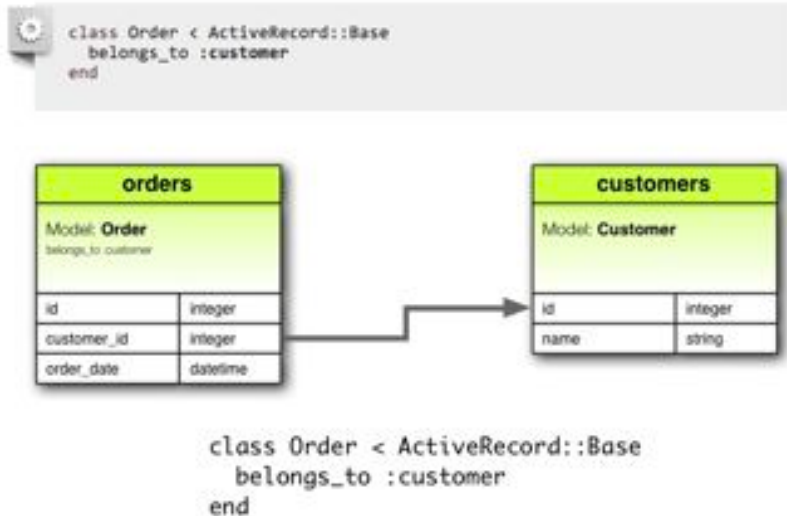 class Order < ActiveRecord::Base
belongs_to :customer
end
orders
Model: Order
belongs_to :customer
id integer
customer_id integer
order_date datetime
customers
Model: Customer
id integer
name string
class Order < ActiveRecord::Base
belongs_to :customer
end